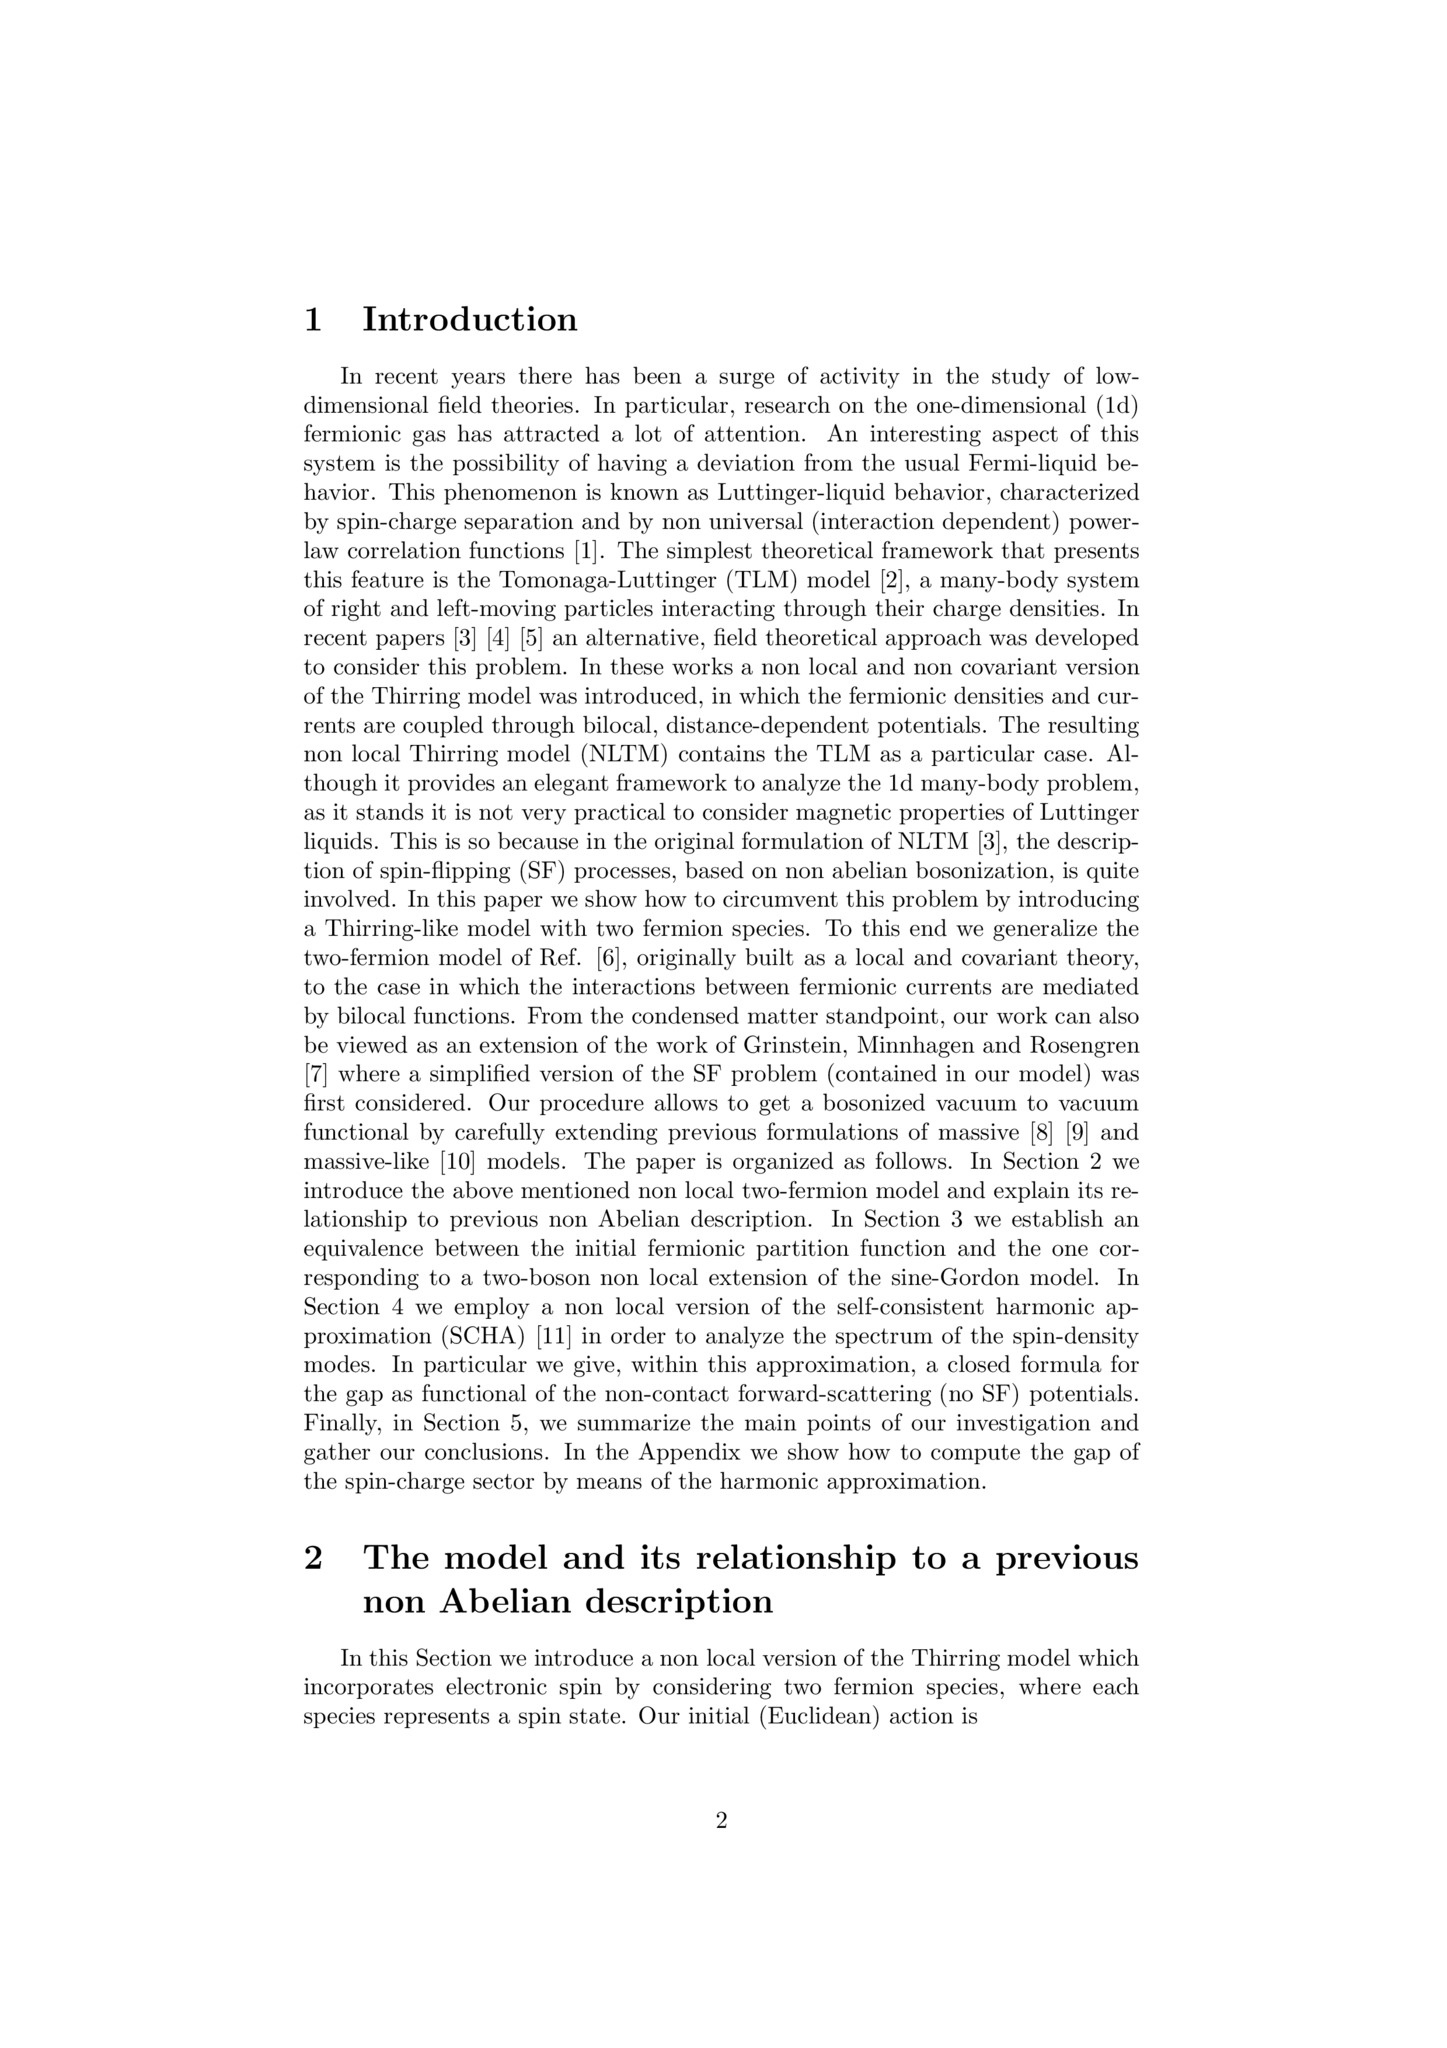 1 Introduction
In recent years there has been a surge of activity in the study of low-
dimensional field theories. In particular, research on the one-dimensional (1d)
fermionic gas has attracted a lot of attention. An interesting aspect of this
system is the possibility of having a deviation from the usual Fermi-liquid be-
havior. This phenomenon is known as Luttinger-liquid behavior, characterized
by spin-charge separation and by non universal (interaction dependent) power-
law correlation functions [1]. The simplest theoretical framework that presents
this feature is the Tomonaga-Luttinger (TLM) model [2], a many-body system
of right and left-moving particles interacting through their charge densities. In
recent papers [3] [4] [5] an alternative, field theoretical approach was developed
to consider this problem. In these works a non local and non covariant version
of the Thirring model was introduced, in which the fermionic densities and cur-
rents are coupled through bilocal, distance-dependent potentials. The resulting
non local Thirring model (NLTM) contains the TLM as a particular case. Al-
though it provides an elegant framework to analyze the 1d many-body problem,
as it stands it is not very practical to consider magnetic properties of Luttinger
liquids. This is so because in the original formulation of NLTM [3], the descrip-
tion of spin-flipping (SF) processes, based on non abelian bosonization, is quite
involved. In this paper we show how to circumvent this problem by introducing
a Thirring-like model with two fermion species. To this end we generalize the
two-fermion model of Ref. [6], originally built as a local and covariant theory,
to the case in which the interactions between fermionic currents are mediated
by bilocal functions. From the condensed matter standpoint, our work can also
be viewed as an extension of the work of Grinstein, Minnhagen and Rosengren
[7] where a simplified version of the SF problem (contained in our model) was
first considered. Our procedure allows to get a bosonized vacuum to vacuum
functional by carefully extending previous formulations of massive [8] [9] and
massive-like [10] models. The paper is organized as follows. In Section 2 we
introduce the above mentioned non local two-fermion model and explain its re-
lationship to previous non Abelian description. In Section 3 we establish an
equivalence between the initial fermionic partition function and the one cor-
responding to a two-boson non local extension of the sine-Gordon model. In
Section 4 we employ a non local version of the self-consistent harmonic ap-
proximation (SCHA) [11] in order to analyze the spectrum of the spin-density
modes. In particular we give, within this approximation, a closed formula for
the gap as functional of the non-contact forward-scattering (no SF) potentials.
Finally, in Section 5, we summarize the main points of our investigation and
gather our conclusions. In the Appendix we show how to compute the gap of
the spin-charge sector by means of the harmonic approximation.
2 The model and its relationship to a previous
non Abelian description
In this Section we introduce a non local version of the Thirring model which
incorporates electronic spin by considering two fermion species, where each
species represents a spin state. Our initial (Euclidean) action is
2